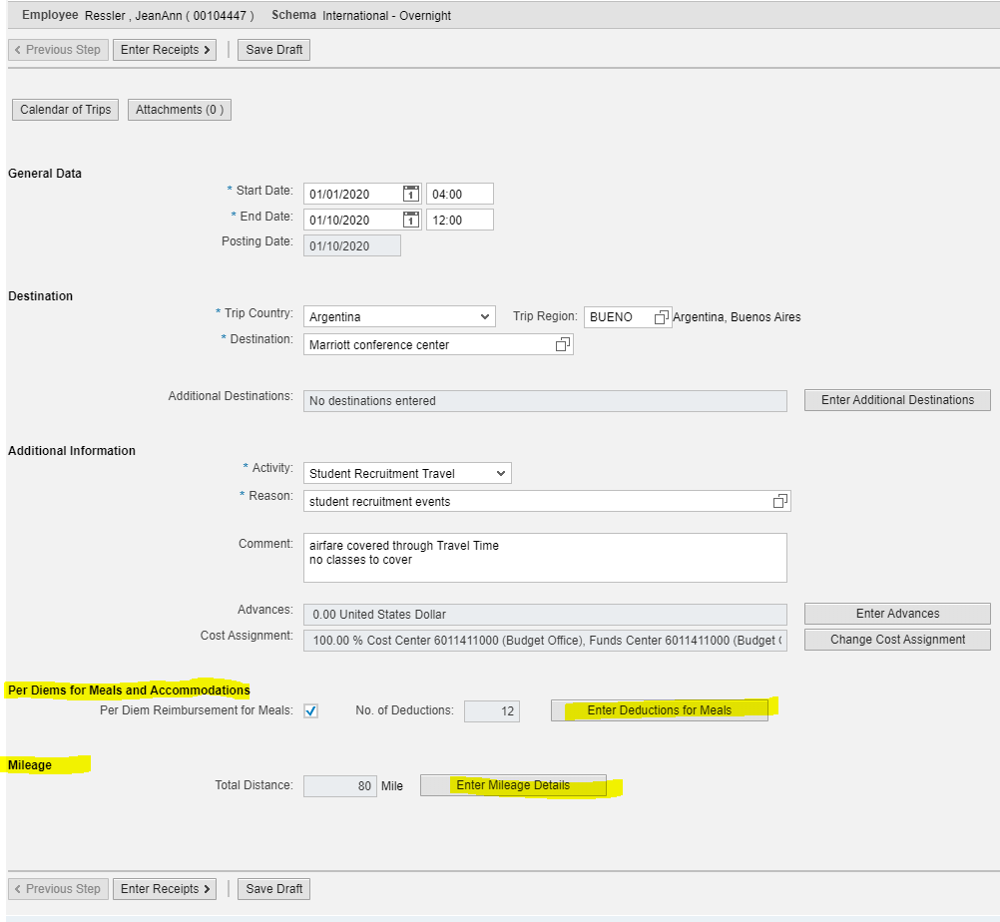 Employee Ressler , JeanAnn ( 00104447 ) Schema International - Overnight
Previous Step Enter Receipts Save Draft
Calendar of Trips Attachments (0 )
General Data
* Start Date: 01/01/2020 1 04:00
* End Date: 01/10/2020 1 12:00
Posting Date: 01/10/2020
Destination
* Trip Country: Argentina Trip Region: BUENO Argentina, Buenos Aires
* Destination: Marriott conference center
Additional Destinations: No destinations entered Enter Additional Destinations
Additional Information
* Activity: Student Recruitment Travel
* Reason: student recruitment events
Comment: airfare covered through Travel Time
no classes to cover
Advances: 0.00 United States Dollar Enter Advances
Cost Assignment: 100.00 % Cost Center 6011411000 (Budget Office), Funds Center 6011411000 (Budget Change Cost Assignment
Per Diems for Meals and Accommodations
Per Diem Reimbursement for Meals: No. of Deductions: 12 Enter Deductions for Meals
Mileage
Total Distance: 80 Mile Enter Mileage Details
Previous Step Enter Receipts Save Draft